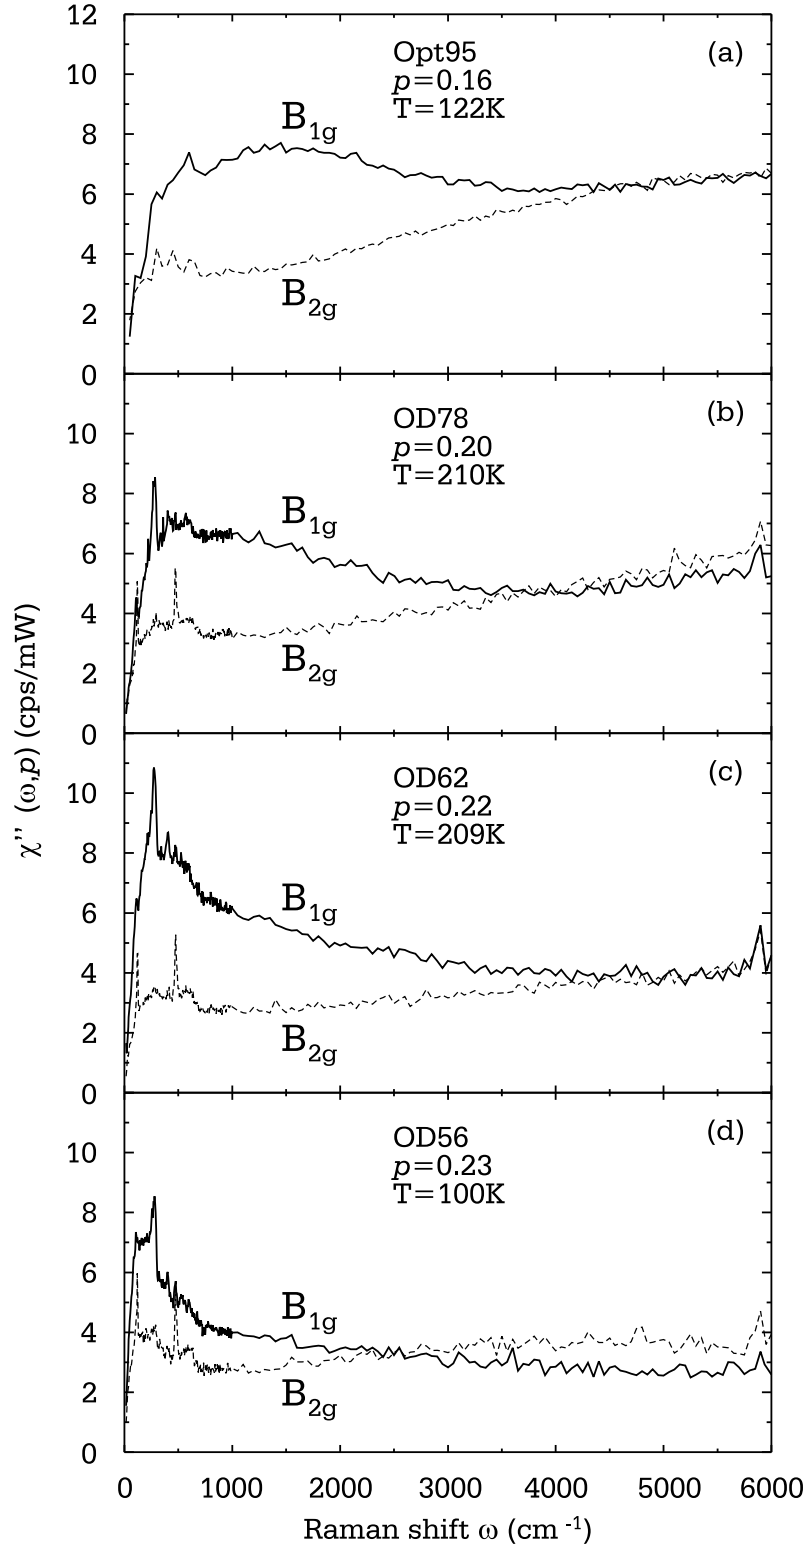 12
10
8
6
4
2
0
Opt95
p=0.16
T=122K
(a)
B1g
B2g
10
8
6
4
2
0
OD78
p=0.20
T=210K
(b)
B1g
B2g
10
8
6
4
2
0
OD62
p=0.22
T=209K
(c)
B1g
B2g
10
8
6
4
2
0
OD56
p=0.23
T=100K
(d)
B1g
B2g
0 1000 2000 3000 4000 5000 6000
Raman shift ω (cm -1)
χ'' (ω,p) (cps/mW)